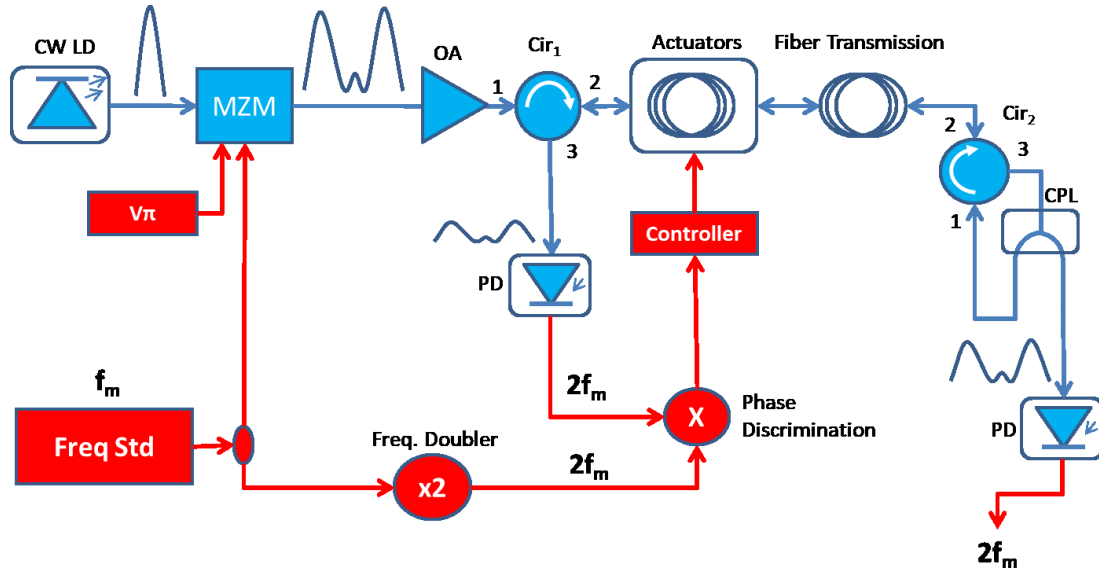 CW LD
MZM
OA
Cir₁
Actuators
Fiber Transmission
1
2
3
2
Cir₂
3
CPL
1
Vπ
Controller
PD
fₘ
Freq Std
2fₘ
X
Phase
Discrimination
Freq. Doubler
x2
2fₘ
PD
2fₘ